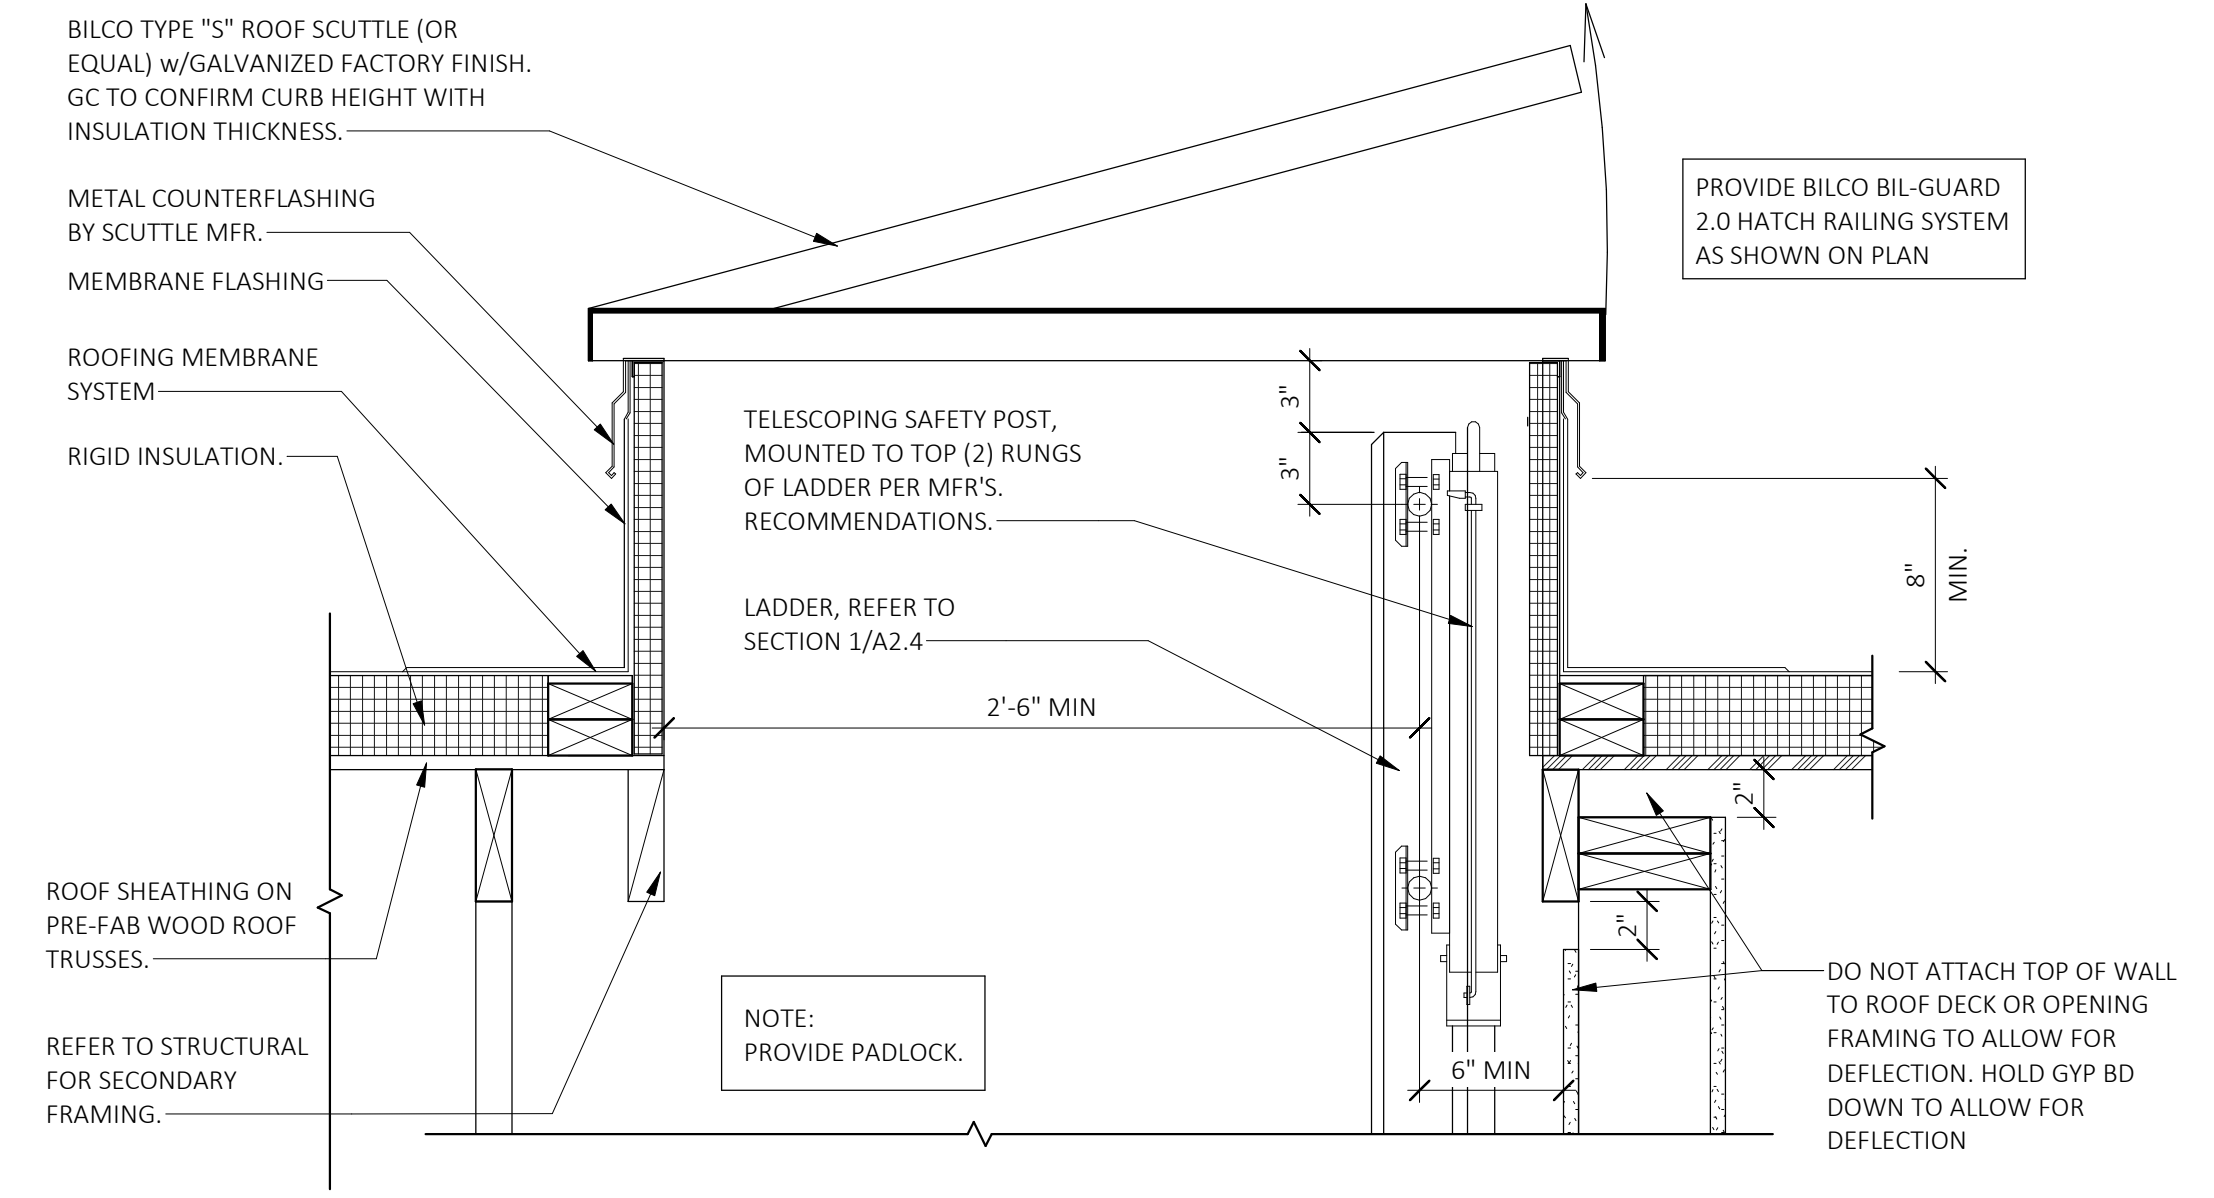 BILCO TYPE "S" ROOF SCUTTLE (OR
EQUAL) w/GALVANIZED FACTORY FINISH.
GC TO CONFIRM CURB HEIGHT WITH
INSULATION THICKNESS.
METAL COUNTERFLASHING
BY SCUTTLE MFR.
MEMBRANE FLASHING
ROOFING MEMBRANE
SYSTEM
RIGID INSULATION.
ROOF SHEATHING ON
PRE-FAB WOOD ROOF
TRUSSES.
REFER TO STRUCTURAL
FOR SECONDARY
FRAMING.
TELESCOPING SAFETY POST,
MOUNTED TO TOP (2) RUNGS
OF LADDER PER MFR'S.
RECOMMENDATIONS.
LADDER, REFER TO
SECTION 1/A2.4
2'-6" MIN
NOTE:
PROVIDE PADLOCK.
3"
3"
6" MIN
PROVIDE BILCO BIL-GUARD
2.0 HATCH RAILING SYSTEM
AS SHOWN ON PLAN
8"
MIN.
2"
2"
DO NOT ATTACH TOP OF WALL
TO ROOF DECK OR OPENING
FRAMING TO ALLOW FOR
DEFLECTION. HOLD GYP BD
DOWN TO ALLOW FOR
DEFLECTION